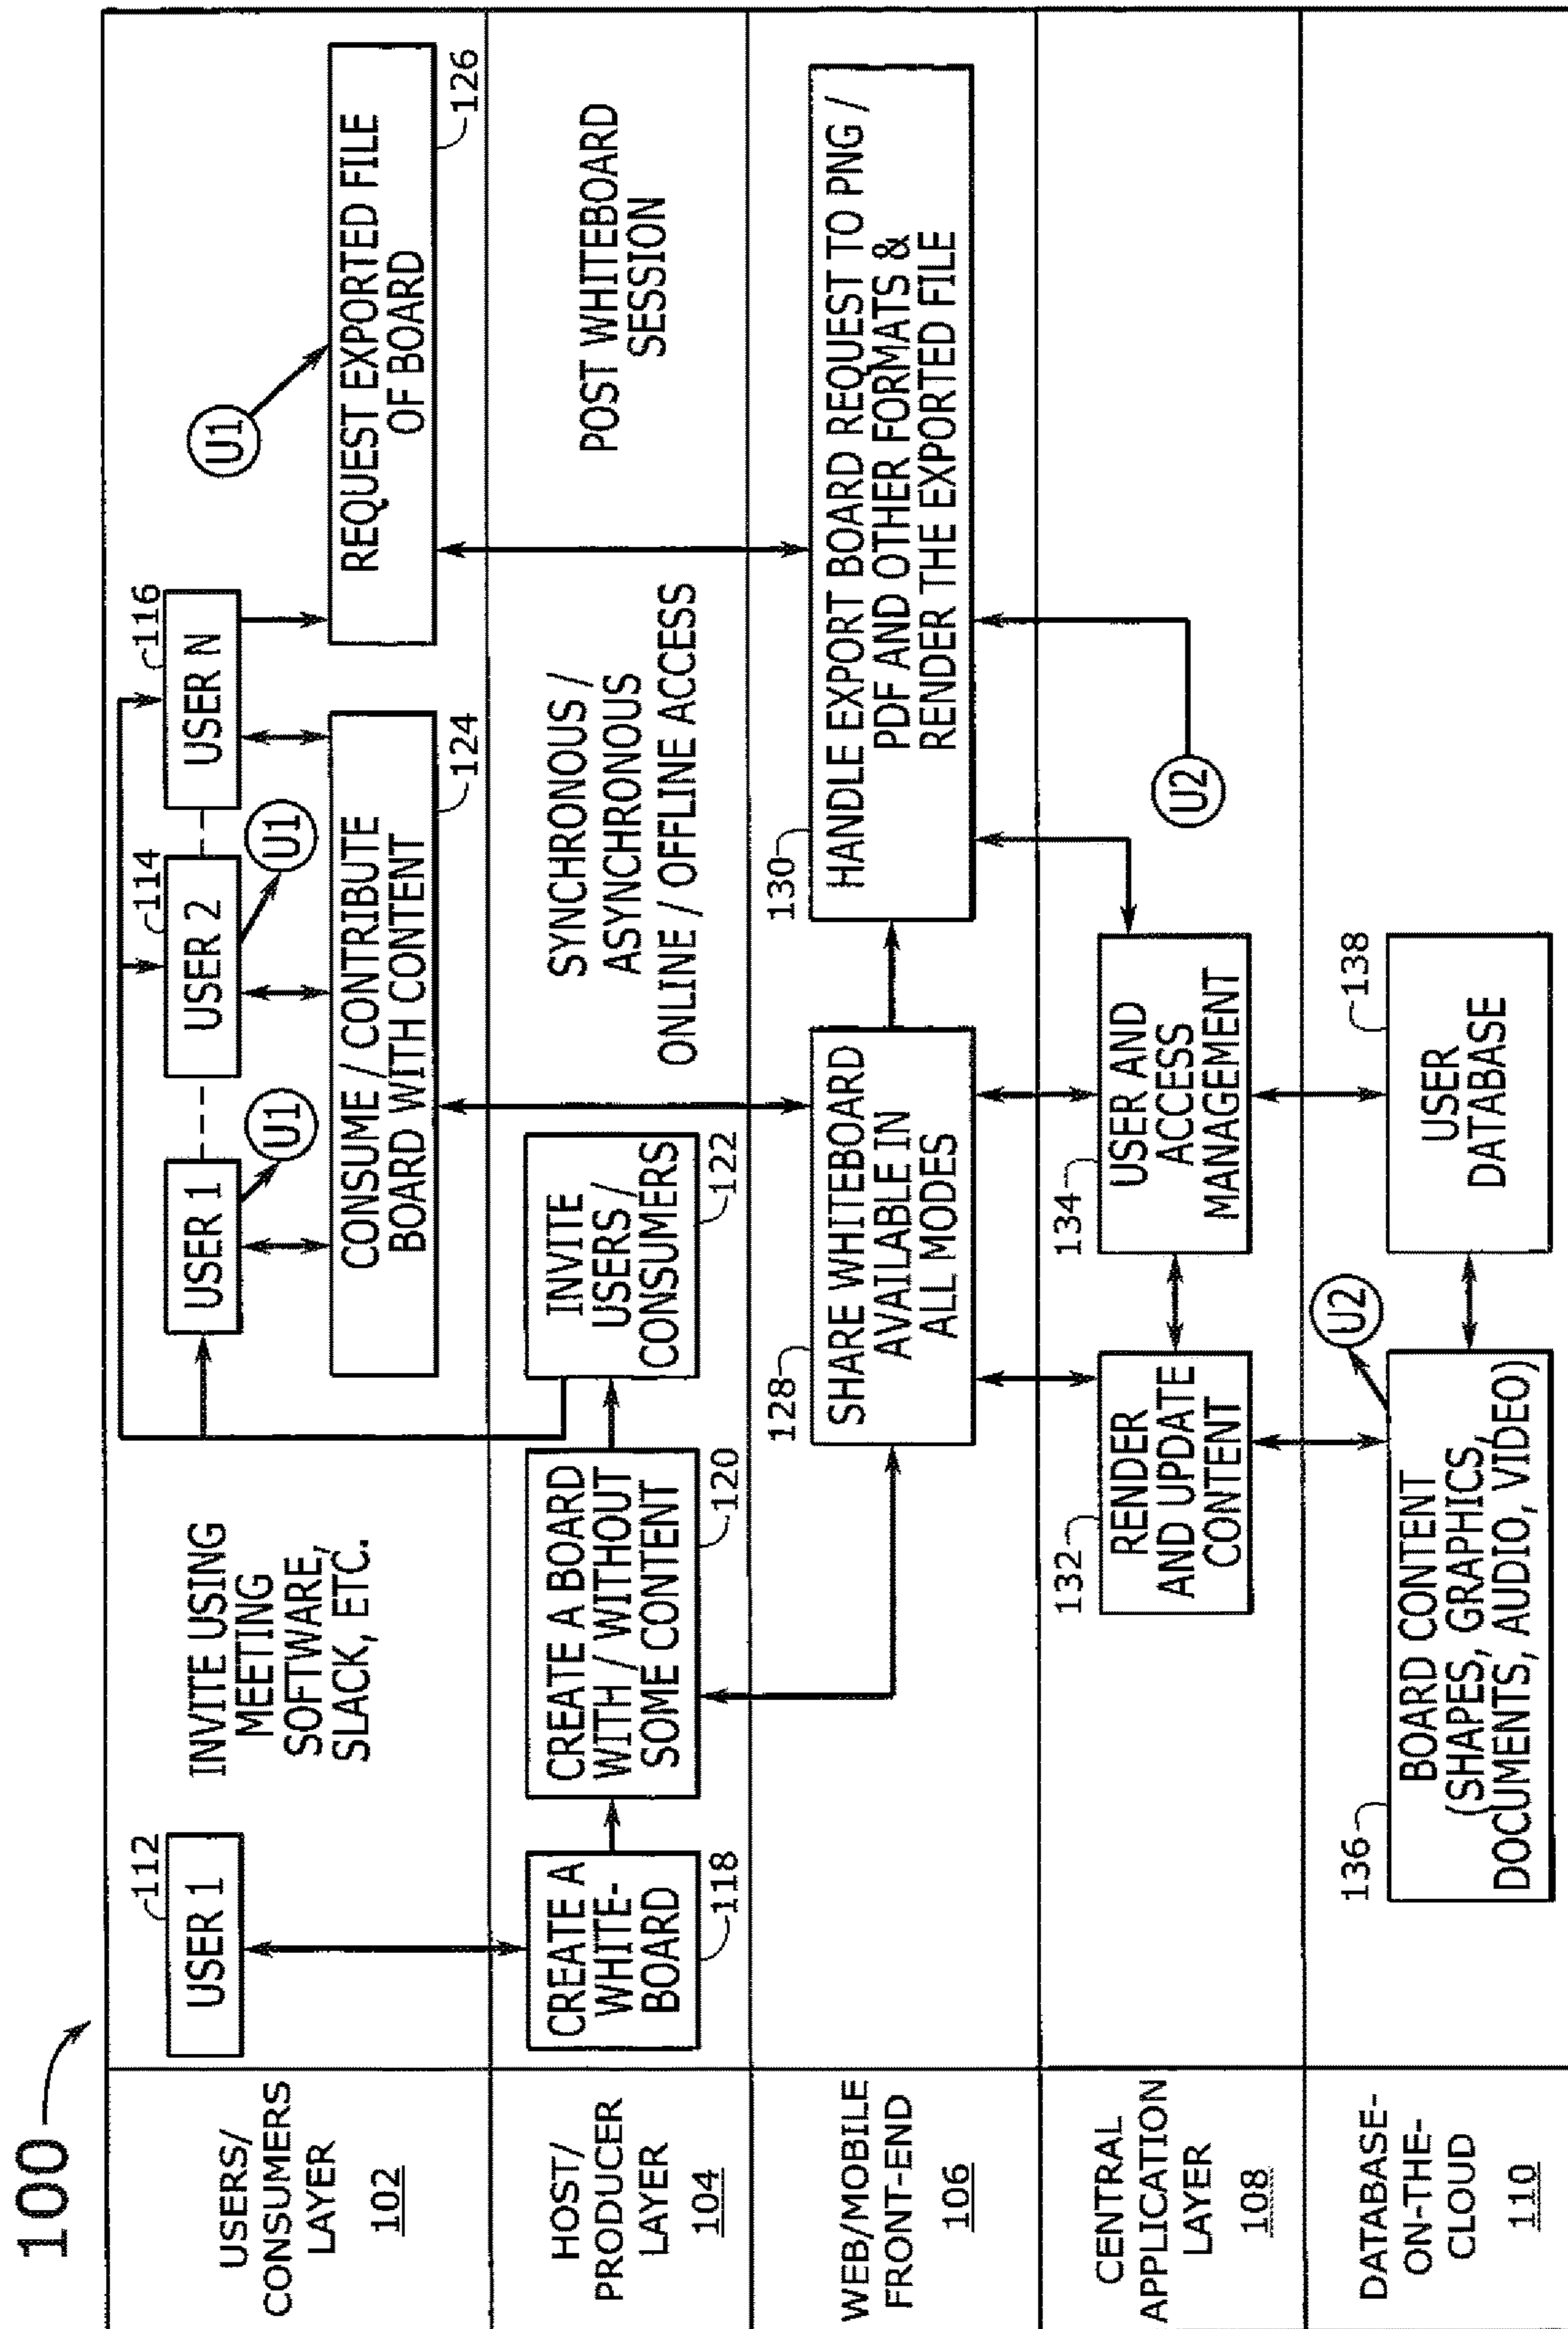 100
USERS/
CONSUMERS
LAYER
102
112
USER 1
INVITE USING
MEETING
SOFTWARE,
SLACK, ETC.
USER 1
U1
114
USER 2
U1
116
USER N
U1
CONSUME / CONTRIBUTE
BOARD WITH CONTENT
124
REQUEST EXPORTED FILE
OF BOARD
126
HOST/
PRODUCER
LAYER
104
CREATE A
WHITE-
BOARD
118
CREATE A BOARD
WITH / WITHOUT
SOME CONTENT
120
INVITE
USERS /
CONSUMERS
122
SYNCHRONOUS /
ASYNCHRONOUS
ONLINE / OFFLINE ACCESS
POST WHITEBOARD
SESSION
WEB/MOBILE
FRONT-END
106
128
SHARE WHITEBOARD
AVAILABLE IN
ALL MODES
130
HANDLE EXPORT BOARD REQUEST TO PNG /
PDF AND OTHER FORMATS &
RENDER THE EXPORTED FILE
CENTRAL
APPLICATION
LAYER
108
132
RENDER
AND UPDATE
CONTENT
134
USER AND
ACCESS
MANAGEMENT
U2
DATABASE-
ON-THE-
CLOUD
110
136
BOARD CONTENT
(SHAPES, GRAPHICS,
DOCUMENTS, AUDIO, VIDEO)
U2
138
USER
DATABASE